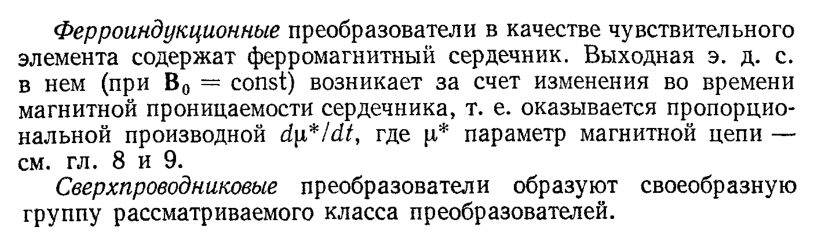 Ферроиндукционные преобразователи в качестве чувствительного
элемента содержат ферромагнитный сердечник. Выходная э. д. с.
в нем (при B₀ = const) возникает за счет изменения во времени
магнитной проницаемости сердечника, т. е. оказывается пропорцио-
нальной производной dμ*/dt, где μ* параметр магнитной цепи —
см. гл. 8 и 9.
Сверхпроводниковые преобразователи образуют своеобразную
группу рассматриваемого класса преобразователей.